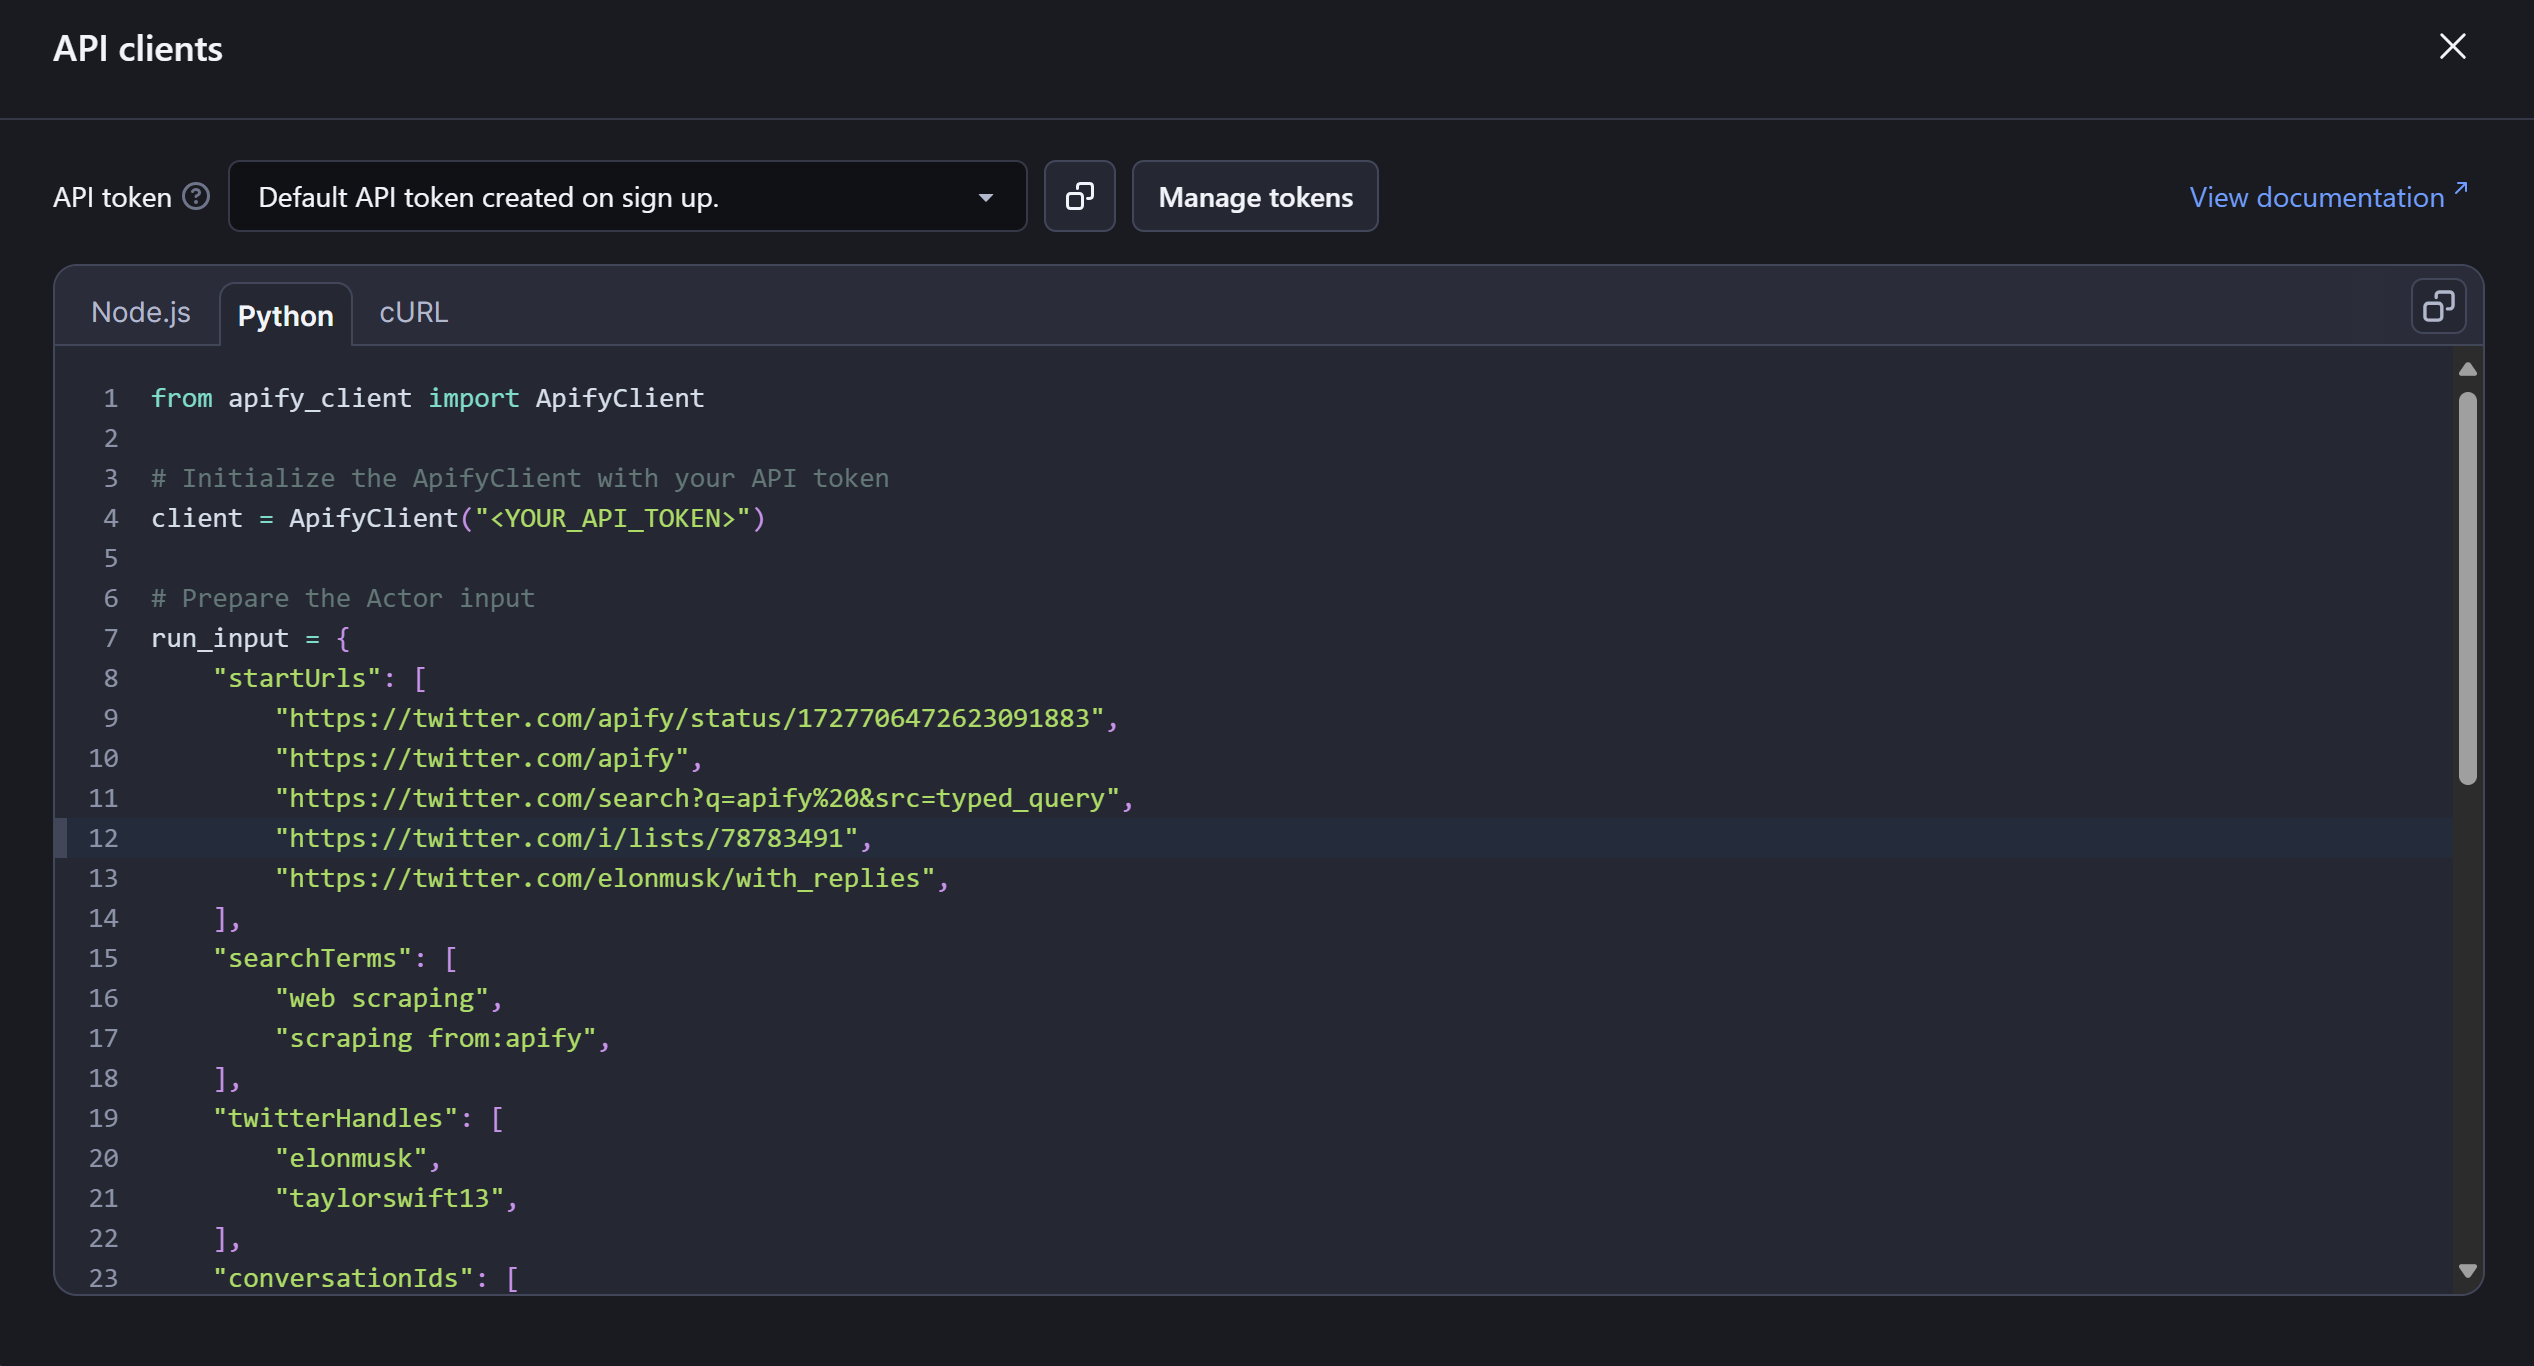 API clients
API token Default API token created on sign up. Manage tokens View documentation
Node.js Python cURL
1 from apify_client import ApifyClient
2
3 # Initialize the ApifyClient with your API token
4 client = ApifyClient("<YOUR_API_TOKEN>")
5
6 # Prepare the Actor input
7 run_input = {
8     "startUrls": [
9         "https://twitter.com/apify/status/1727706472623091883",
10         "https://twitter.com/apify",
11         "https://twitter.com/search?q=apify%20&src=typed_query",
12         "https://twitter.com/i/lists/78783491",
13         "https://twitter.com/elonmusk/with_replies",
14     ],
15     "searchTerms": [
16         "web scraping",
17         "scraping from:apify",
18     ],
19     "twitterHandles": [
20         "elonmusk",
21         "taylorswift13",
22     ],
23     "conversationIds": [